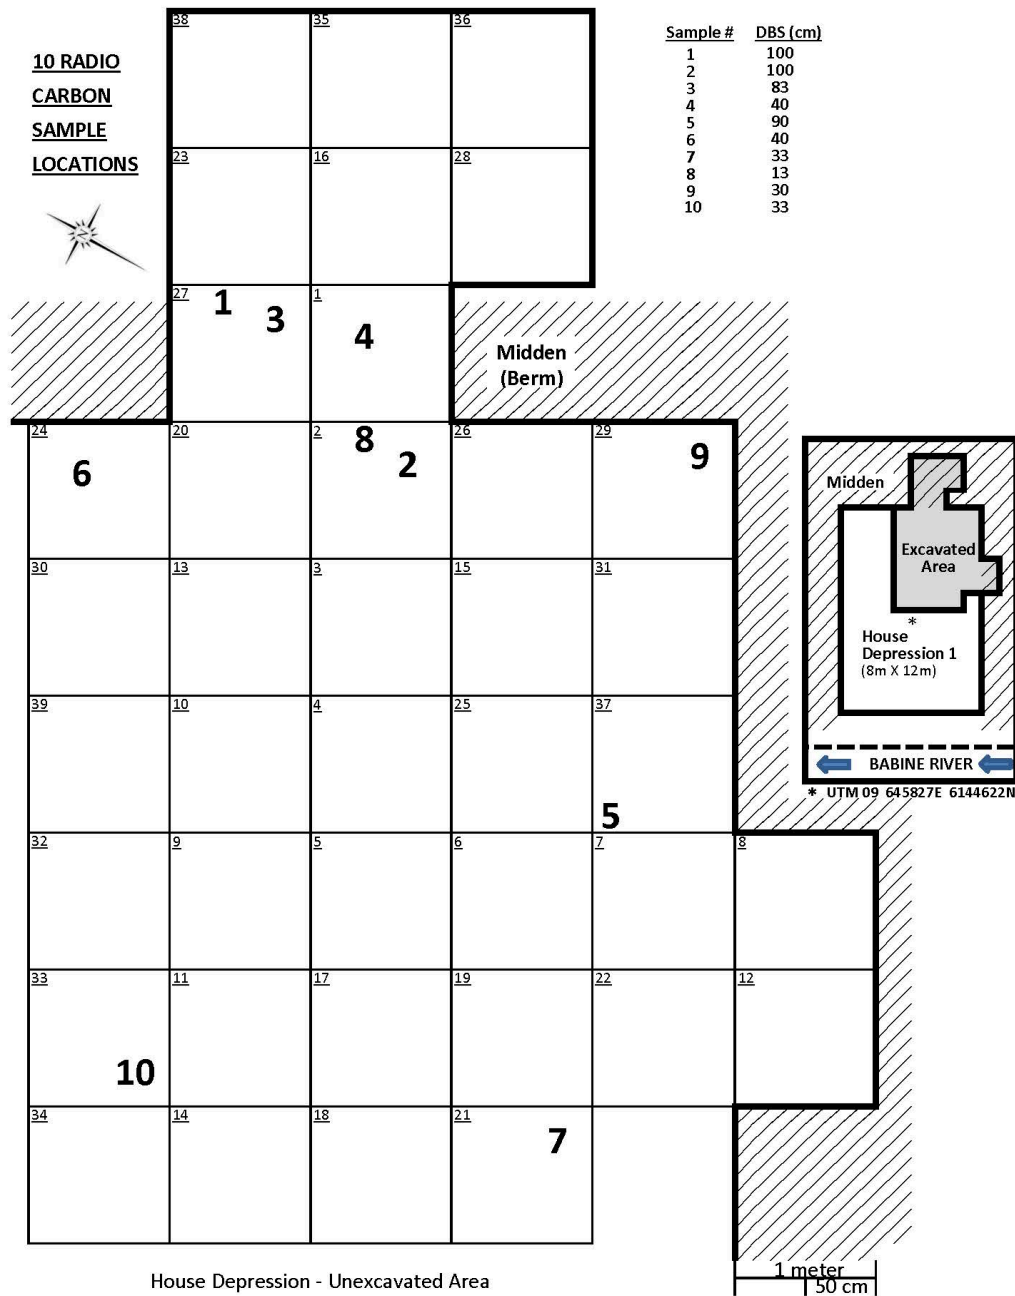 10 RADIO
CARBON
SAMPLE
LOCATIONS
N
Sample # DBS (cm)
1 100
2 100
3 83
4 40
5 90
6 40
7 33
8 13
9 30
10 33
38 35 36
23 16 28
27 1
1 3 4
Midden
(Berm)
24 20 2 26 29
6 8 2 9
30 13 3 15 31
39 10 4 25 37
5
32 9 5 6 7 8
33 11 17 19 22 12
10
34 14 18 21
7
Midden
Excavated
Area
*
House
Depression 1
(8m X 12m)
BABINE RIVER
* UTM 09 645827E 6144622N
House Depression - Unexcavated Area
1 meter
50 cm